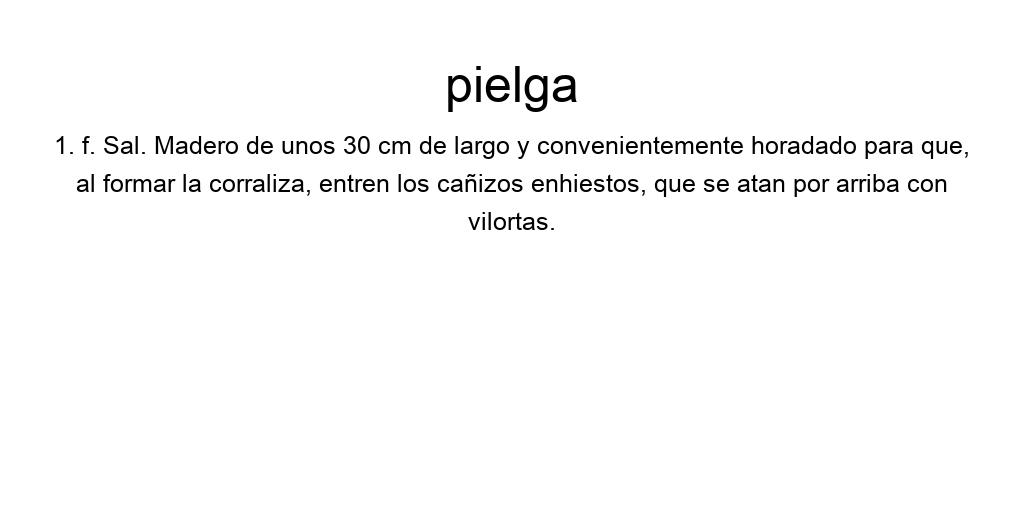 pielga
1. f. Sal. Madero de unos 30 cm de largo y convenientemente horadado para que,
al formar la corraliza, entren los cañizos enhiestos, que se atan por arriba con
vilortas.